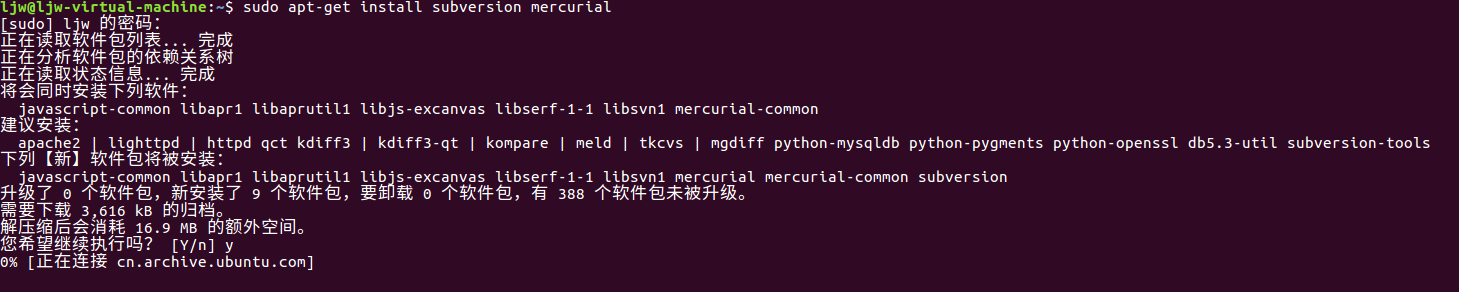 ljw@ljw-virtual-machine:~$ sudo apt-get install subversion mercurial
[sudo] ljw 的密码：
正在读取软件包列表... 完成
正在分析软件包的依赖关系树
正在读取状态信息... 完成
将会同时安装下列软件：
  javascript-common libapr1 libaprutil1 libjs-excanvas libserf-1-1 libsvn1 mercurial-common
建议安装：
  apache2 | lighttpd | httpd qct kdiff3 | kdiff3-qt | kompare | meld | tkcvs | mgdiff python-mysqldb python-pygments python-openssl db5.3-util subversion-tools
下列【新】软件包将被安装：
  javascript-common libapr1 libaprutil1 libjs-excanvas libserf-1-1 libsvn1 mercurial mercurial-common subversion
升级了 0 个软件包，新安装了 9 个软件包，要卸载 0 个软件包，有 388 个软件包未被升级。
需要下载 3,616 kB 的归档。
解压缩后会消耗 16.9 MB 的额外空间。
您希望继续执行吗？ [Y/n] y
0% [正在连接 cn.archive.ubuntu.com]